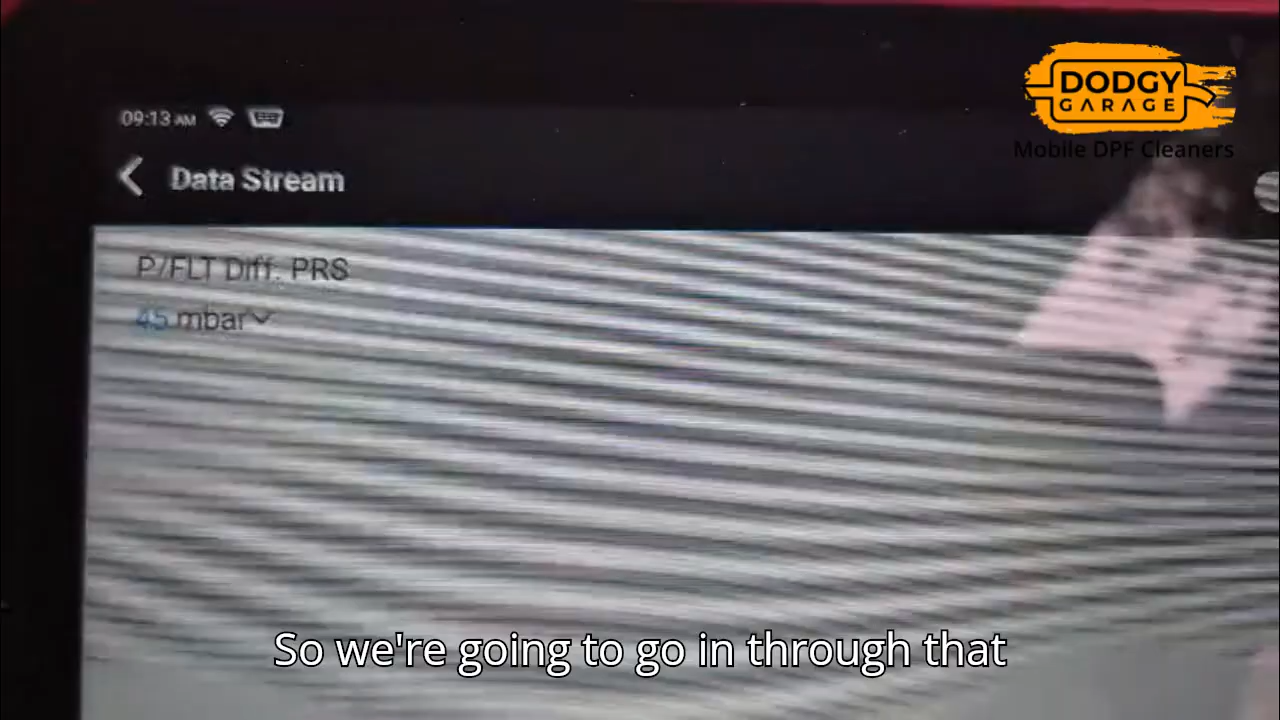 DODGY
GARAGE
Mobile DPF Cleaners
09:13 AM
Data Stream
P/FLT Diff. PRS
45 mbar
So we're going to go in through that